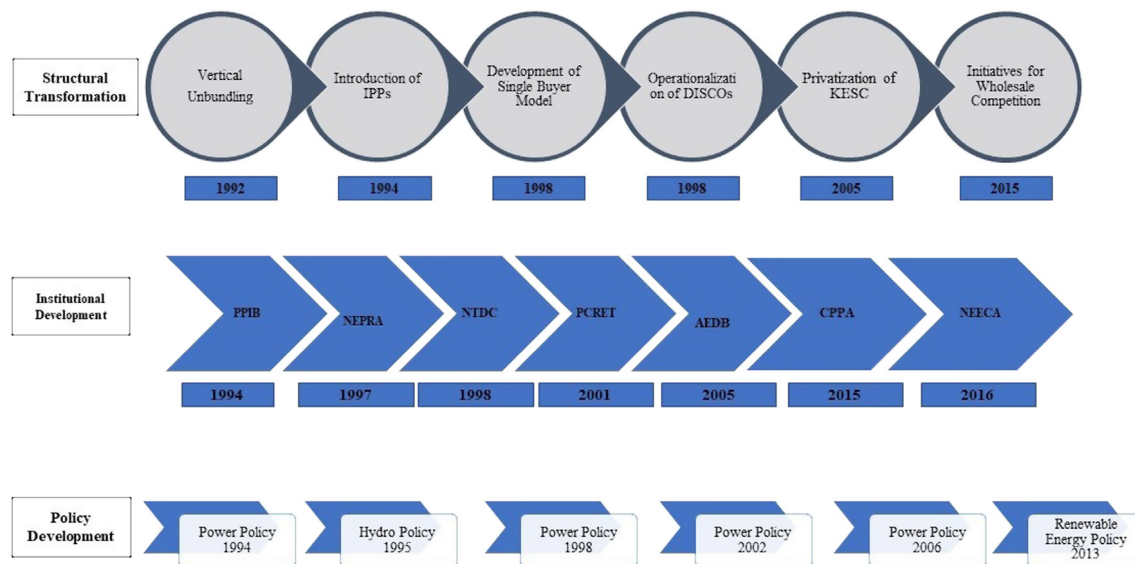 Structural
Transformation
Vertical
Unbundling
Introduction of
IPPs
Development of
Single Buyer
Model
Operationalizati
on of DISCOs
Privatization of
KESC
Initiatives for
Wholesale
Competition
1992
1994
1998
1998
2005
2015
Institutional
Development
PPIB
NEPRA
NTDC
PCRET
AEDB
CPPA
NEECA
1994
1997
1998
2001
2005
2015
2016
Policy
Development
Power Policy
1994
Hydro Policy
1995
Power Policy
1998
Power Policy
2002
Power Policy
2006
Renewable
Energy Policy
2013